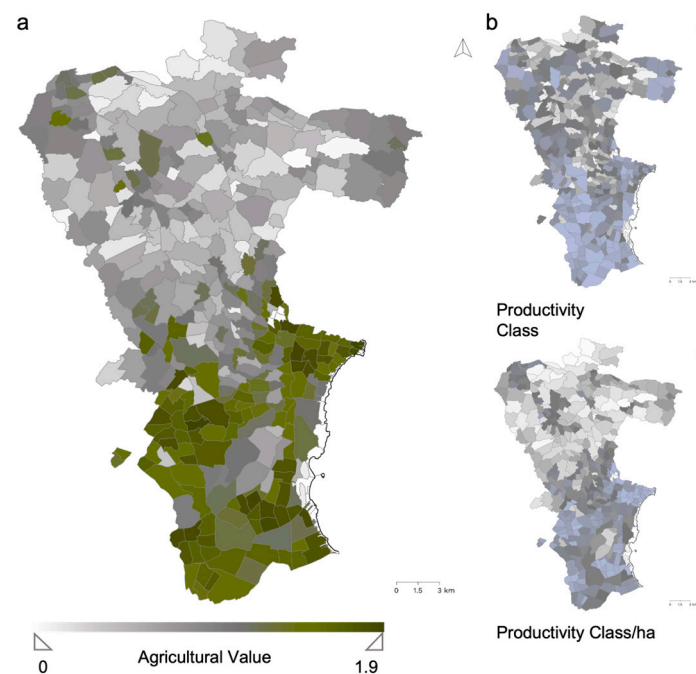 a
b
0 1.5 3 km
Productivity
Class
Agricultural Value
0
1.9
Productivity Class/ha